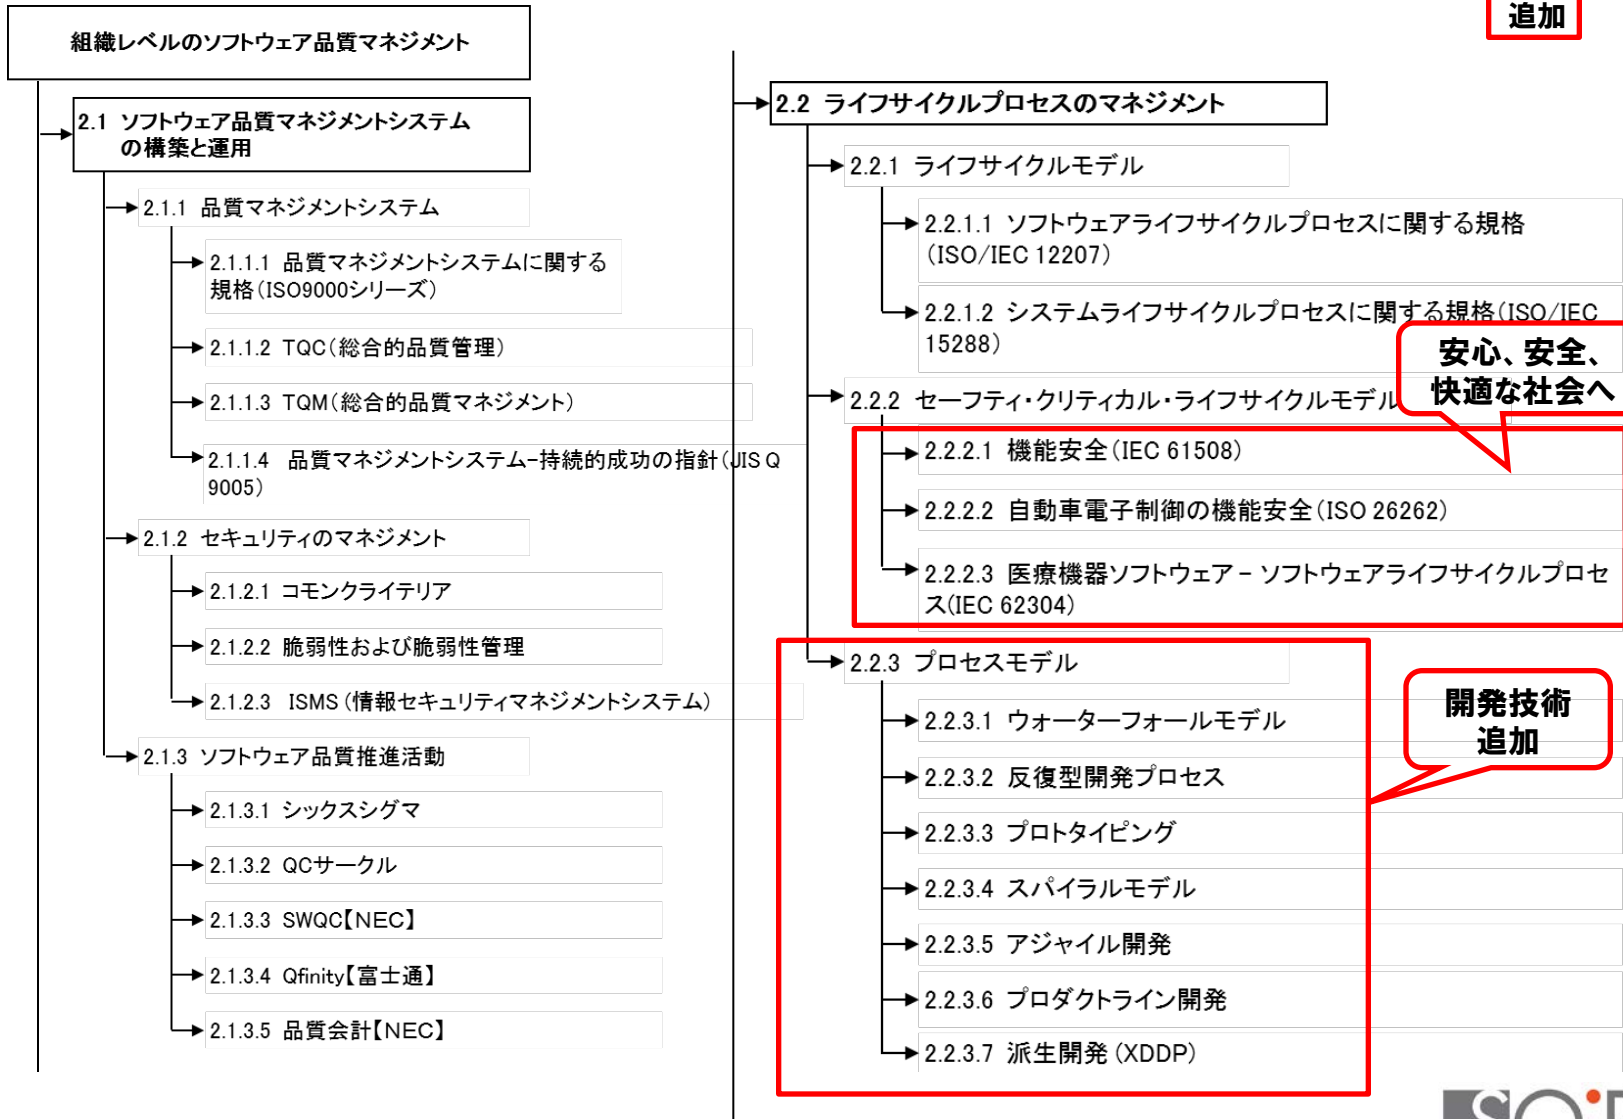 追加
組織レベルのソフトウェア品質マネジメント
2.1 ソフトウェア品質マネジメントシステム
の構築と運用
2.1.1 品質マネジメントシステム
2.1.1.1 品質マネジメントシステムに関する
規格(ISO9000シリーズ)
2.1.1.2 TQC(総合的品質管理)
2.1.1.3 TQM(総合的品質マネジメント)
2.1.1.4 品質マネジメントシステム-持続的成功の指針(JIS Q
9005)
2.1.2 セキュリティのマネジメント
2.1.2.1 コモンクライテリア
2.1.2.2 脆弱性および脆弱性管理
2.1.2.3 ISMS (情報セキュリティマネジメントシステム)
2.1.3 ソフトウェア品質推進活動
2.1.3.1 シックスシグマ
2.1.3.2 QCサークル
2.1.3.3 SWQC【NEC】
2.1.3.4 Qfinity【富士通】
2.1.3.5 品質会計【NEC】
2.2 ライフサイクルプロセスのマネジメント
2.2.1 ライフサイクルモデル
2.2.1.1 ソフトウェアライフサイクルプロセスに関する規格
(ISO/IEC 12207)
2.2.1.2 システムライフサイクルプロセスに関する規格(ISO/IEC
15288)
安心、安全、
快適な社会へ
2.2.2 セーフティ・クリティカル・ライフサイクルモデル
2.2.2.1 機能安全(IEC 61508)
2.2.2.2 自動車電子制御の機能安全(ISO 26262)
2.2.2.3 医療機器ソフトウェア – ソフトウェアライフサイクルプロセ
ス(IEC 62304)
2.2.3 プロセスモデル
開発技術
追加
2.2.3.1 ウォーターフォールモデル
2.2.3.2 反復型開発プロセス
2.2.3.3 プロトタイピング
2.2.3.4 スパイラルモデル
2.2.3.5 アジャイル開発
2.2.3.6 プロダクトライン開発
2.2.3.7 派生開発 (XDDP)